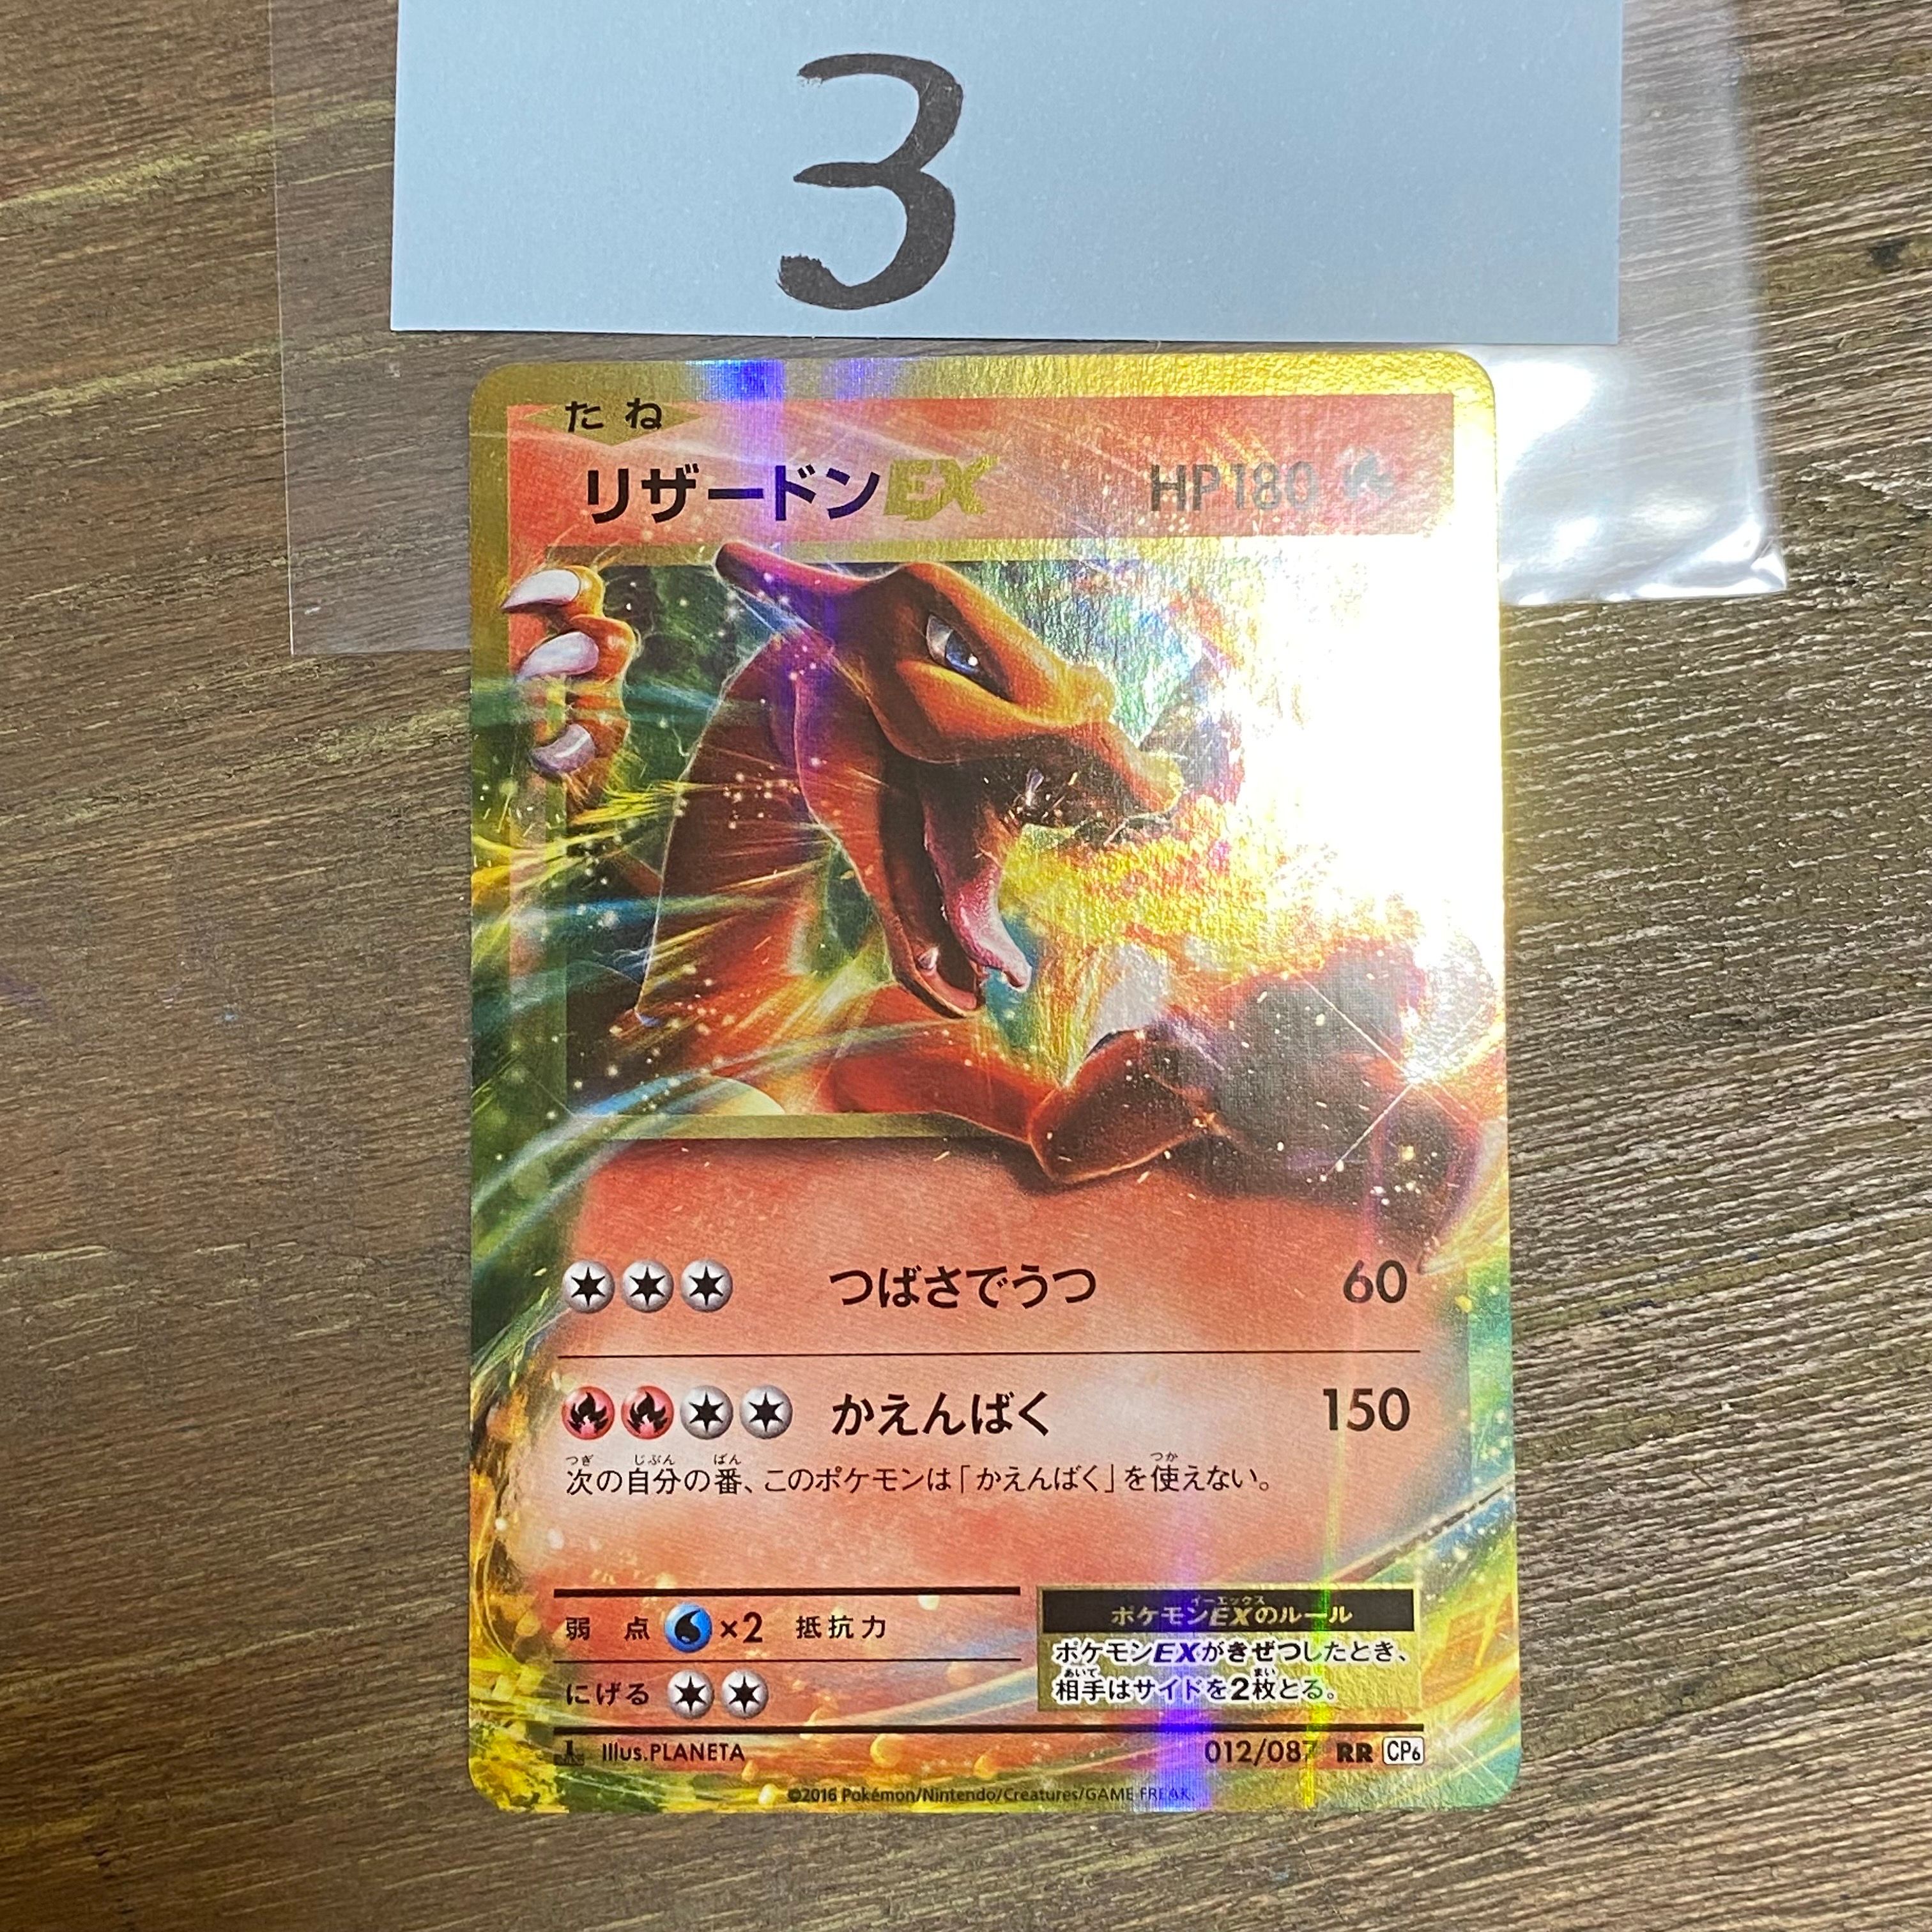 3
たね
リザードンEX HP180
つばさでうつ 60
かえんばく 150
次の自分の番、このポケモンは「かえんばく」を使えない。
弱点 ×2 抵抗力
にげる
ポケモンEXのルール
ポケモンEXがきぜつしたとき、
相手はサイドを2枚とる。
Illus.PLANETA 012/087 RR CP6
©2016 Pokémon/Nintendo/Creatures/GAME FREAK.